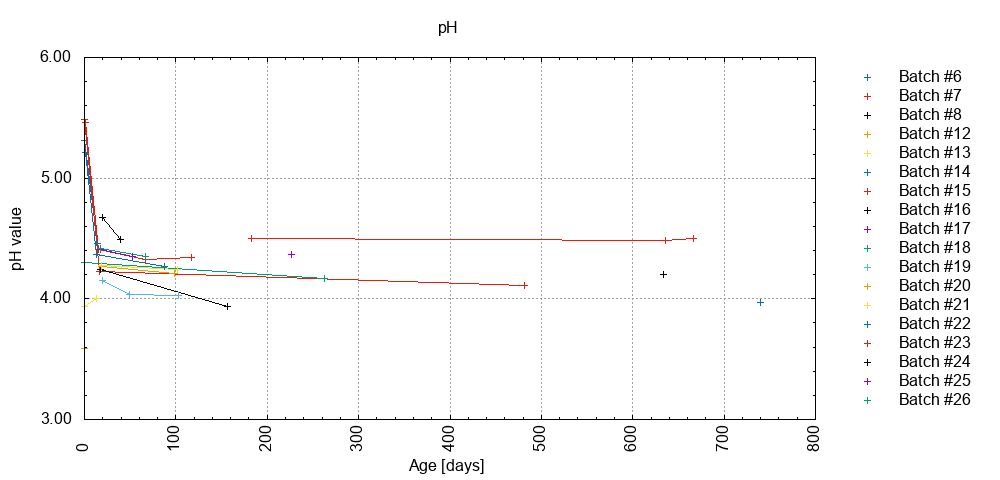 pH
6.00
5.00
4.00
3.00
pH value
0
100
200
300
400
500
600
700
800
Age [days]
Batch #6
Batch #7
Batch #8
Batch #12
Batch #13
Batch #14
Batch #15
Batch #16
Batch #17
Batch #18
Batch #19
Batch #20
Batch #21
Batch #22
Batch #23
Batch #24
Batch #25
Batch #26